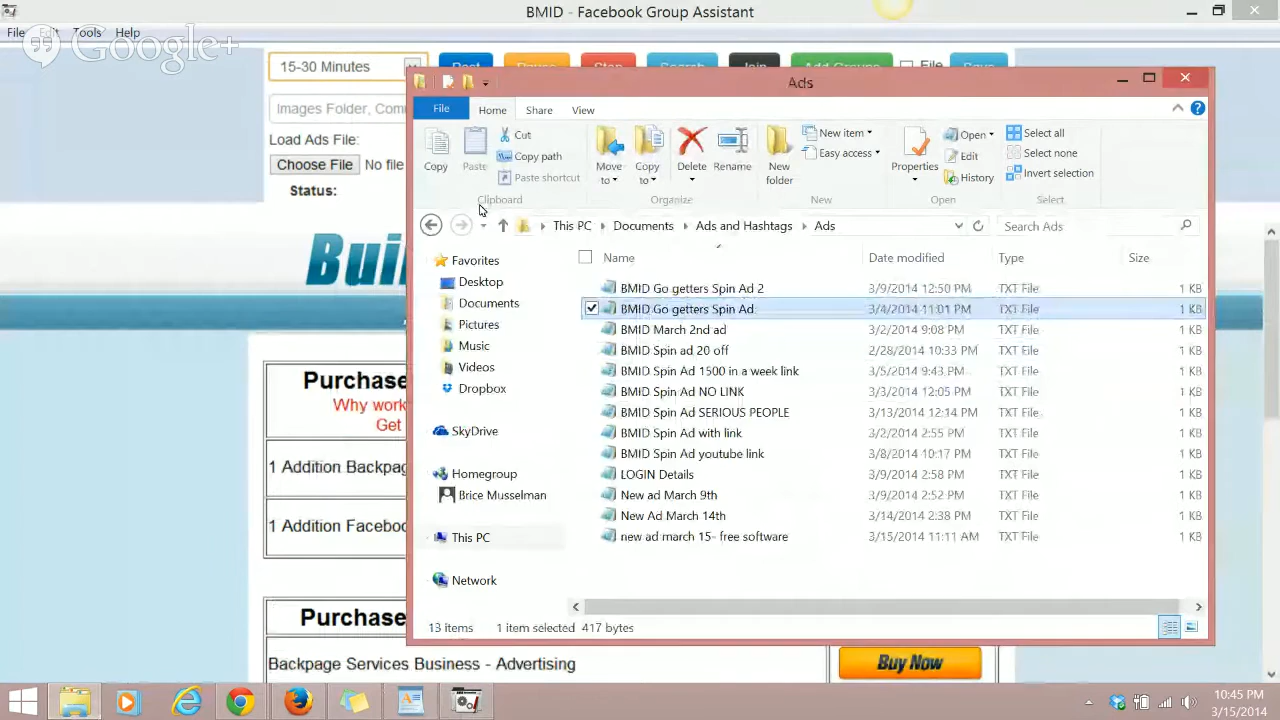 BMID - Facebook Group Assistant
File Edit Tools Help
Google+
15-30 Minutes
Post Pause Stop Search Join Add Groups File Save
Images Folder, Com
Load Ads File:
Choose File No file
Status:
Buil
Purchase
Why work
Get
1 Addition Backpag
1 Addition Faceboo
Purchase
Backpage Services Business - Advertising
Buy Now
Ads
File Home Share View
Copy
Paste
Cut
Copy path
Paste shortcut
Clipboard
Move to
Copy to
Delete
Rename
Organize
New folder
New item
Easy access
New
Properties
Open
Edit
History
Open
Select all
Select none
Invert selection
Select
This PC Documents Ads and Hashtags Ads
Search Ads
Favorites
Desktop
Documents
Pictures
Music
Videos
Dropbox
SkyDrive
Homegroup
Brice Musselman
This PC
Network
Name Date modified Type Size
BMID Go getters Spin Ad 2 3/9/2014 12:50 PM TXT File 1 KB
BMID Go getters Spin Ad 3/4/2014 11:01 PM TXT File 1 KB
BMID March 2nd ad 3/2/2014 9:08 PM TXT File 1 KB
BMID Spin ad 20 off 2/28/2014 10:33 PM TXT File 1 KB
BMID Spin Ad 1500 in a week link 3/5/2014 9:43 PM TXT File 1 KB
BMID Spin Ad NO LINK 3/3/2014 12:05 PM TXT File 1 KB
BMID Spin Ad SERIOUS PEOPLE 3/13/2014 12:14 PM TXT File 1 KB
BMID Spin Ad with link 3/2/2014 2:55 PM TXT File 1 KB
BMID Spin Ad youtube link 3/8/2014 10:17 PM TXT File 1 KB
LOGIN Details 3/9/2014 2:58 PM TXT File 1 KB
New ad March 9th 3/9/2014 2:52 PM TXT File 1 KB
New Ad March 14th 3/14/2014 2:38 PM TXT File 1 KB
new ad march 15- free software 3/15/2014 11:11 AM TXT File 1 KB
13 items 1 item selected 417 bytes
10:45 PM
3/15/2014